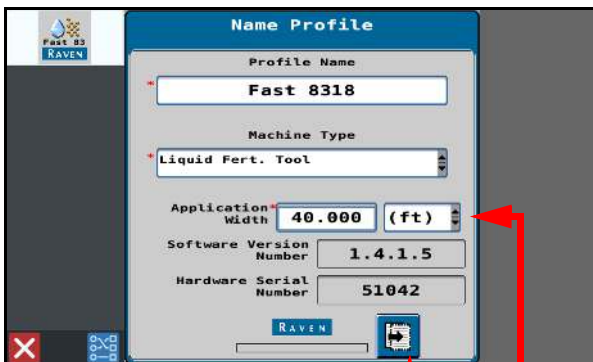 Name Profile
Fast 83
RAVEN
Profile Name
* Fast 8318
Machine Type
* Liquid Fert. Tool
Application*
Width 40.000 (ft)
Software Version
Number 1.4.1.5
Hardware Serial
Number 51042
RAVEN